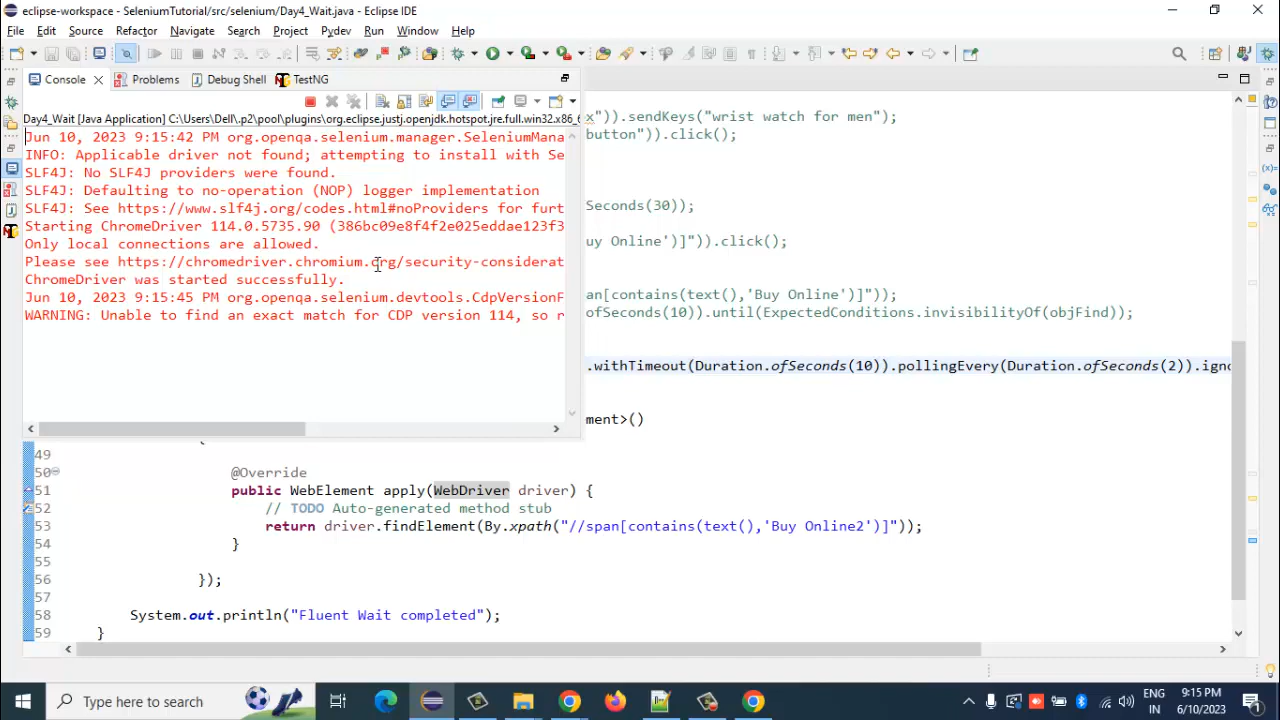 eclipse-workspace - SeleniumTutorial/src/selenium/Day4_Wait.java - Eclipse IDE
File Edit Source Refactor Navigate Search Project Pydev Run Window Help
Console Problems Debug Shell TestNG
Day4_Wait [Java Application] C:\Users\Dell\.p2\pool\plugins\org.eclipse.justj.openjdk.hotspot.jre.full.win32.x86_6
Jun 10, 2023 9:15:42 PM org.openqa.selenium.manager.SeleniumMana
INFO: Applicable driver not found; attempting to install with Se
SLF4J: No SLF4J providers were found.
SLF4J: Defaulting to no-operation (NOP) logger implementation
SLF4J: See https://www.slf4j.org/codes.html#noProviders for furt
Starting ChromeDriver 114.0.5735.90 (386bc09e8f4f2e025eddae123f3
Only local connections are allowed.
Please see https://chromedriver.chromium.org/security-considerat
ChromeDriver was started successfully.
Jun 10, 2023 9:15:45 PM org.openqa.selenium.devtools.CdpVersionF
WARNING: Unable to find an exact match for CDP version 114, so r
x")).sendKeys("wrist watch for men");
button")).click();
Seconds(30));
uy Online')]")).click();
an[contains(text(),'Buy Online')]"));
ofSeconds(10)).until(ExpectedConditions.invisibilityOf(objFind));
.withTimeout(Duration.ofSeconds(10)).pollingEvery(Duration.ofSeconds(2)).igno
ment>()
{
49
50 @Override
51 public WebElement apply(WebDriver driver) {
52 // TODO Auto-generated method stub
53 return driver.findElement(By.xpath("//span[contains(text(),'Buy Online2')]"));
54 }
55
56 });
57
58 System.out.println("Fluent Wait completed");
59 }
Type here to search
ENG
IN
9:15 PM
6/10/2023
1